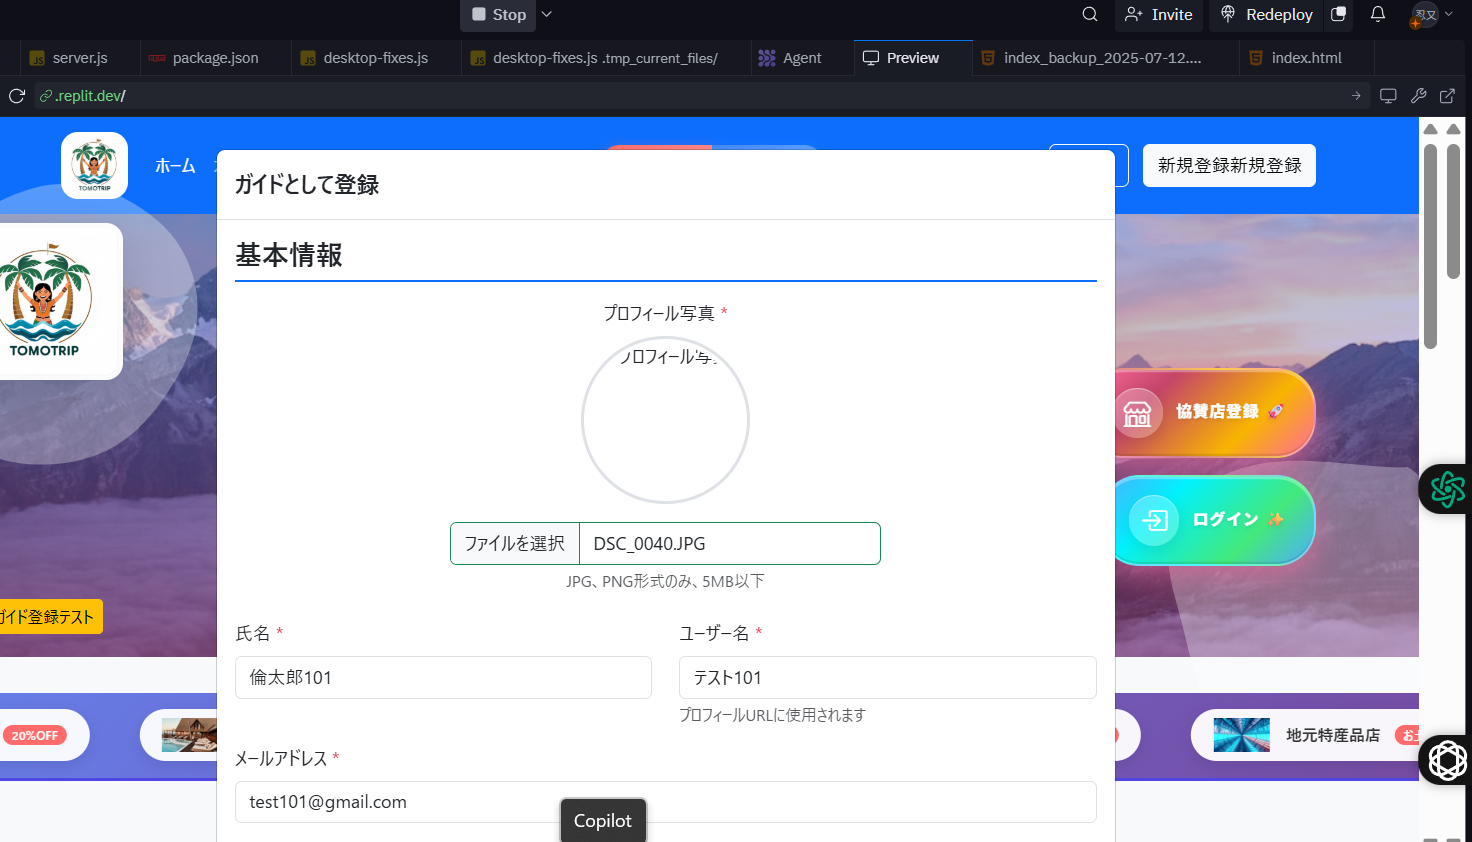 Stop
Invite
Redeploy
忍又
server.js
package.json
desktop-fixes.js
desktop-fixes.js .tmp_current_files/
Agent
Preview
index_backup_2025-07-12....
index.html
.replit.dev/
TOMOTRIP
ホーム
新規登録新規登録
ガイドとして登録
基本情報
プロフィール写真 *
プロフィール写
ファイルを選択
DSC_0040.JPG
JPG、PNG形式のみ、5MB以下
氏名 *
ユーザー名 *
倫太郎101
テスト101
プロフィールURLに使用されます
メールアドレス *
test101@gmail.com
Copilot
TOMOTRIP
協賛店登録 🚀
ログイン ✨
ガイド登録テスト
20%OFF
地元特産品店
お